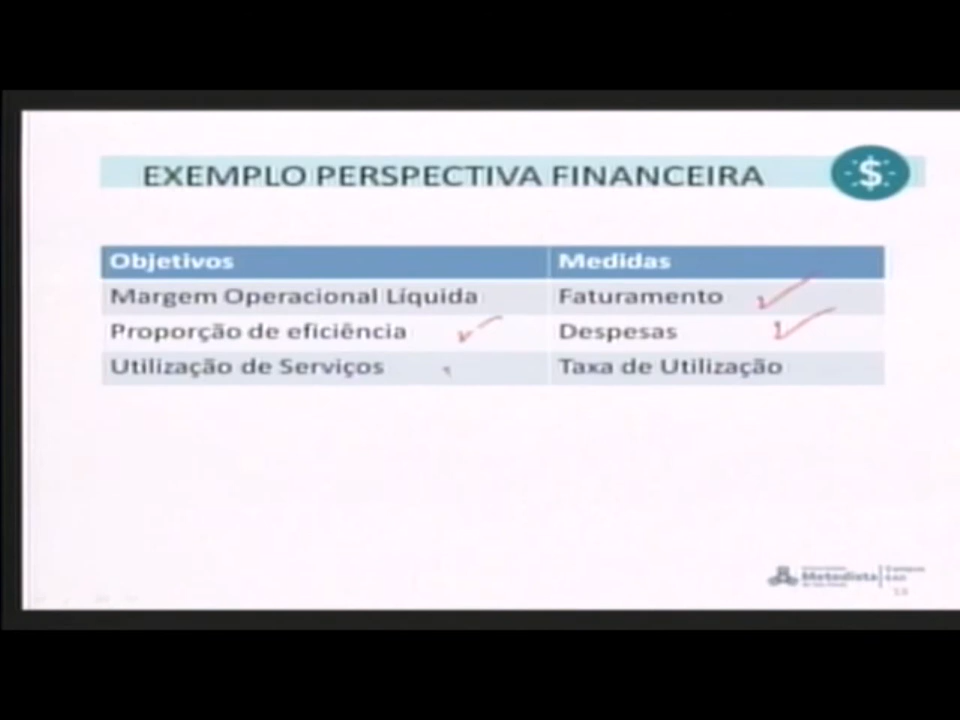 EXEMPLO PERSPECTIVA FINANCEIRA
$
Objetivos Medidas
Margem Operacional Líquida Faturamento
Proporção de eficiência Despesas
Utilização de Serviços Taxa de Utilização
Metodista